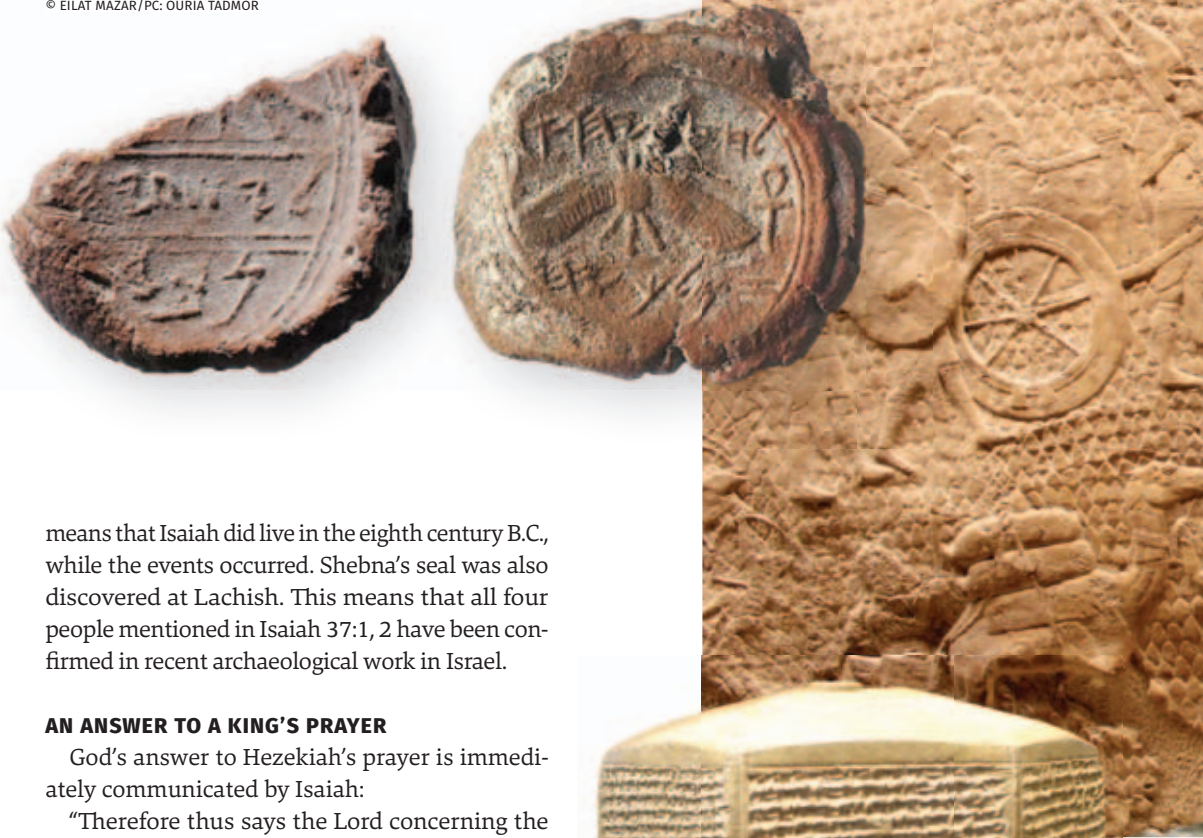 © EILAT MAZAR/PC: OURIA TADMOR
means that Isaiah did live in the eighth century B.C.,
while the events occurred. Shebna’s seal was also
discovered at Lachish. This means that all four
people mentioned in Isaiah 37:1, 2 have been con-
firmed in recent archaeological work in Israel.
AN ANSWER TO A KING’S PRAYER
God’s answer to Hezekiah’s prayer is immedi-
ately communicated by Isaiah:
“Therefore thus says the Lord concerning the